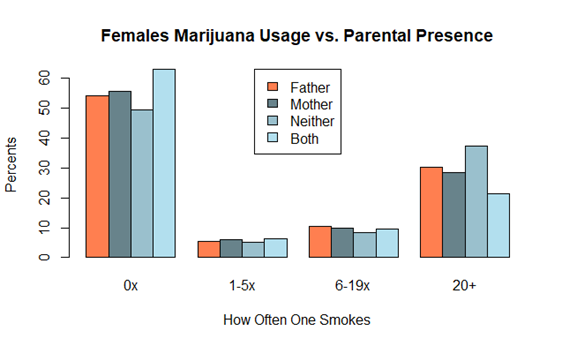 Females Marijuana Usage vs. Parental Presence
Percents
60
50
40
30
20
10
0
Father
Mother
Neither
Both
0x
1-5x
6-19x
20+
How Often One Smokes